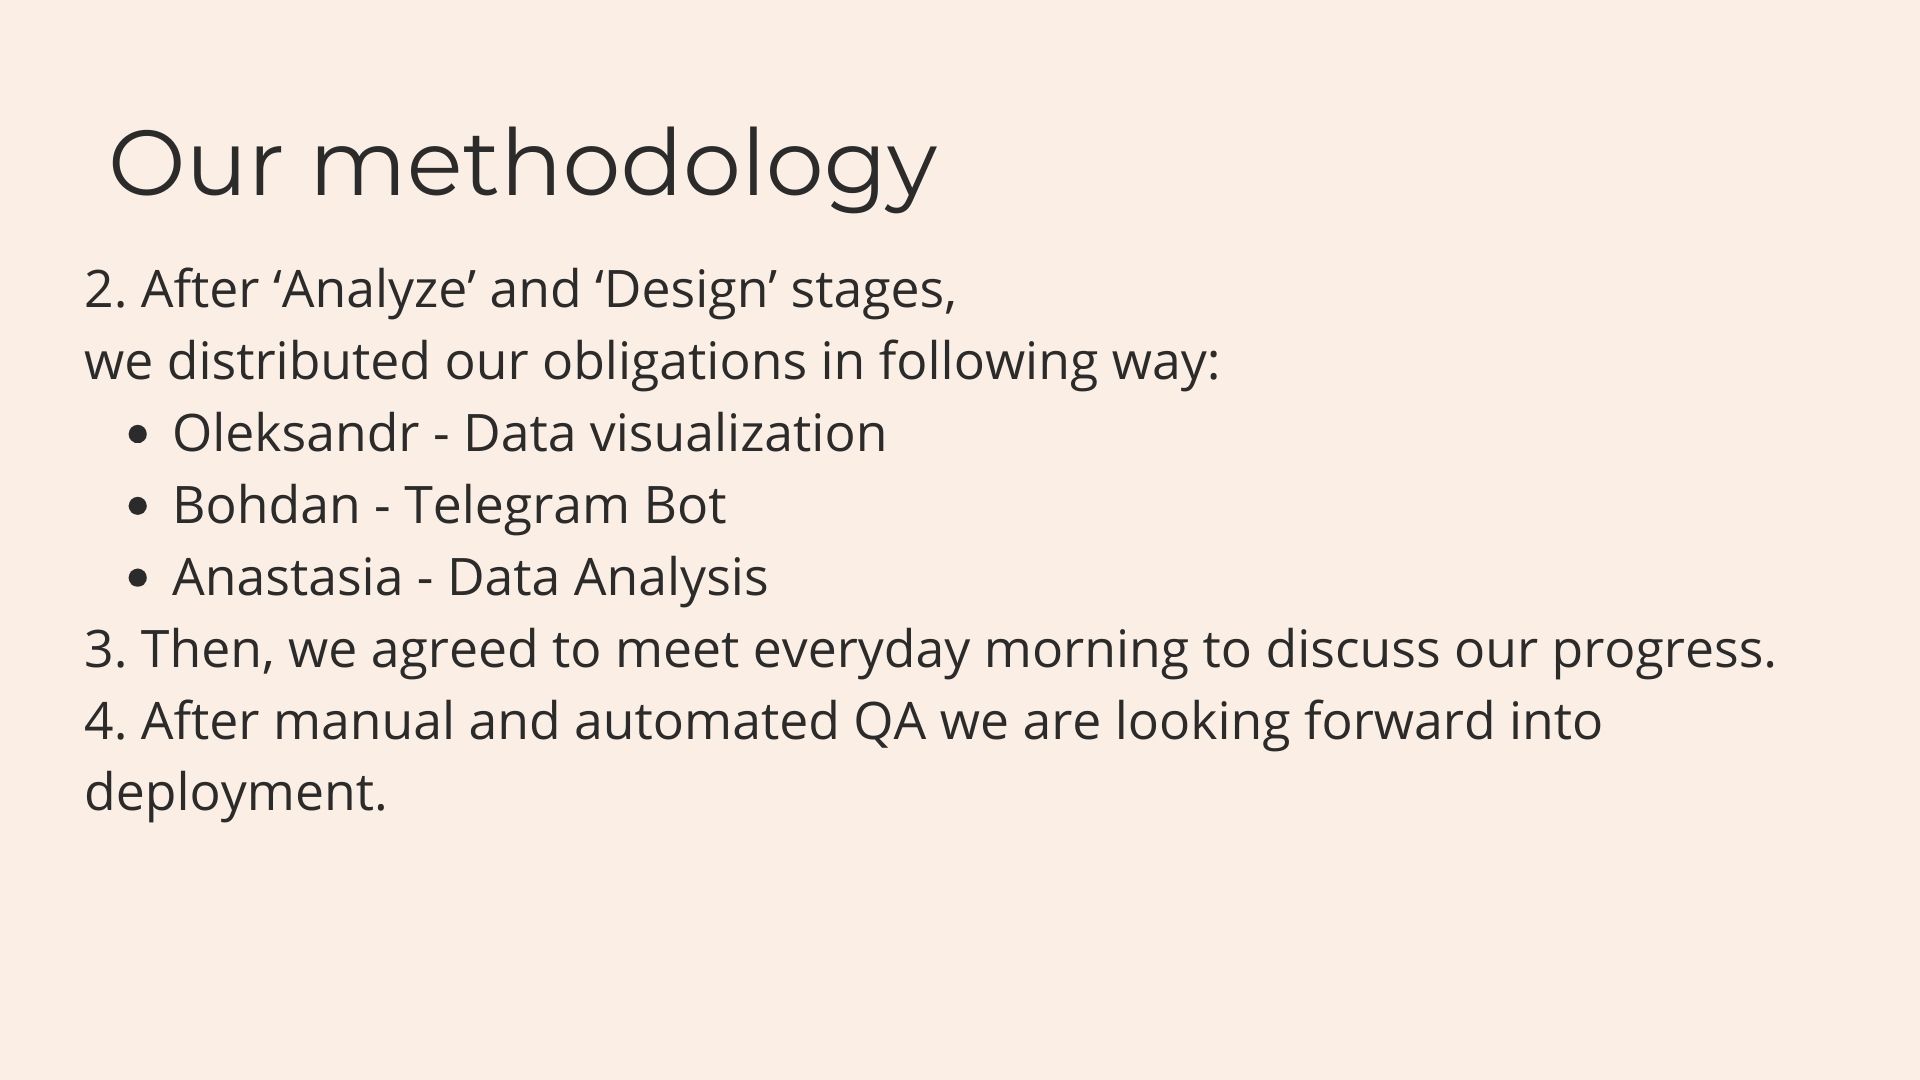 Our methodology
2. After ‘Analyze’ and ‘Design’ stages,
we distributed our obligations in following way:
• Oleksandr - Data visualization
• Bohdan - Telegram Bot
• Anastasia - Data Analysis
3. Then, we agreed to meet everyday morning to discuss our progress.
4. After manual and automated QA we are looking forward into
deployment.